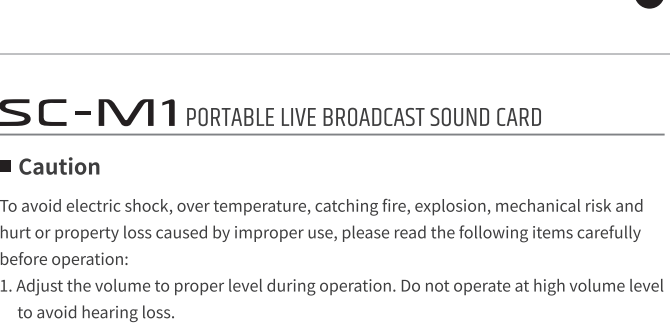 SC-M1 PORTABLE LIVE BROADCAST SOUND CARD
Caution
To avoid electric shock, over temperature, catching fire, explosion, mechanical risk and
hurt or property loss caused by improper use, please read the following items carefully
before operation:
1. Adjust the volume to proper level during operation. Do not operate at high volume level
to avoid hearing loss.